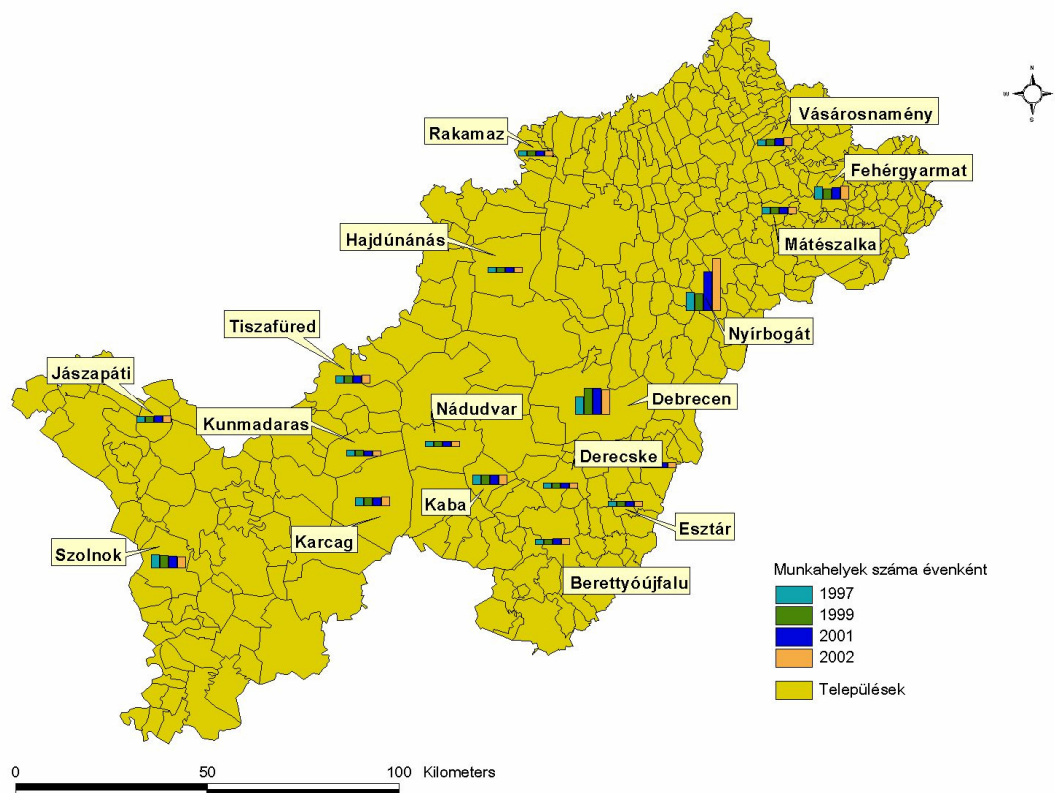 N
W
S
Rakamaz
Vásárosnamény
Fehérgyarmat
Hajdúnánás
Mátészalka
Tiszafüred
Nyírbogát
Jászapáti
Kunmadaras
Nádudvar
Debrecen
Derecske
Kaba
Karcag
Esztár
Szolnok
Berettyóújfalu
Munkahelyek száma évenként
1997
1999
2001
2002
Települések
0 50 100 Kilometers